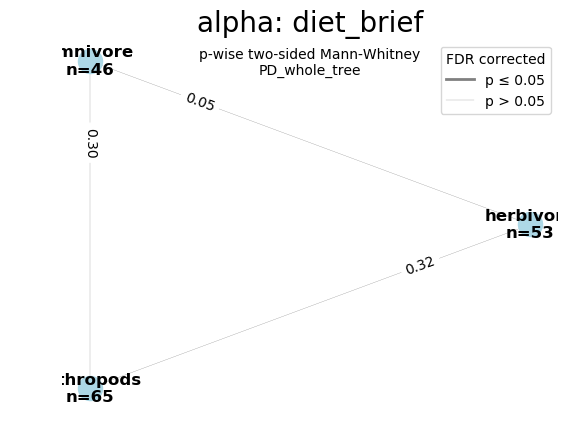 alpha: diet_brief
p-wise two-sided Mann-Whitney
PD_whole_tree
FDR corrected
p ≤ 0.05
p > 0.05
mnivore
n=46
0.05
0.30
herbivor
n=53
0.32
thropods
n=65